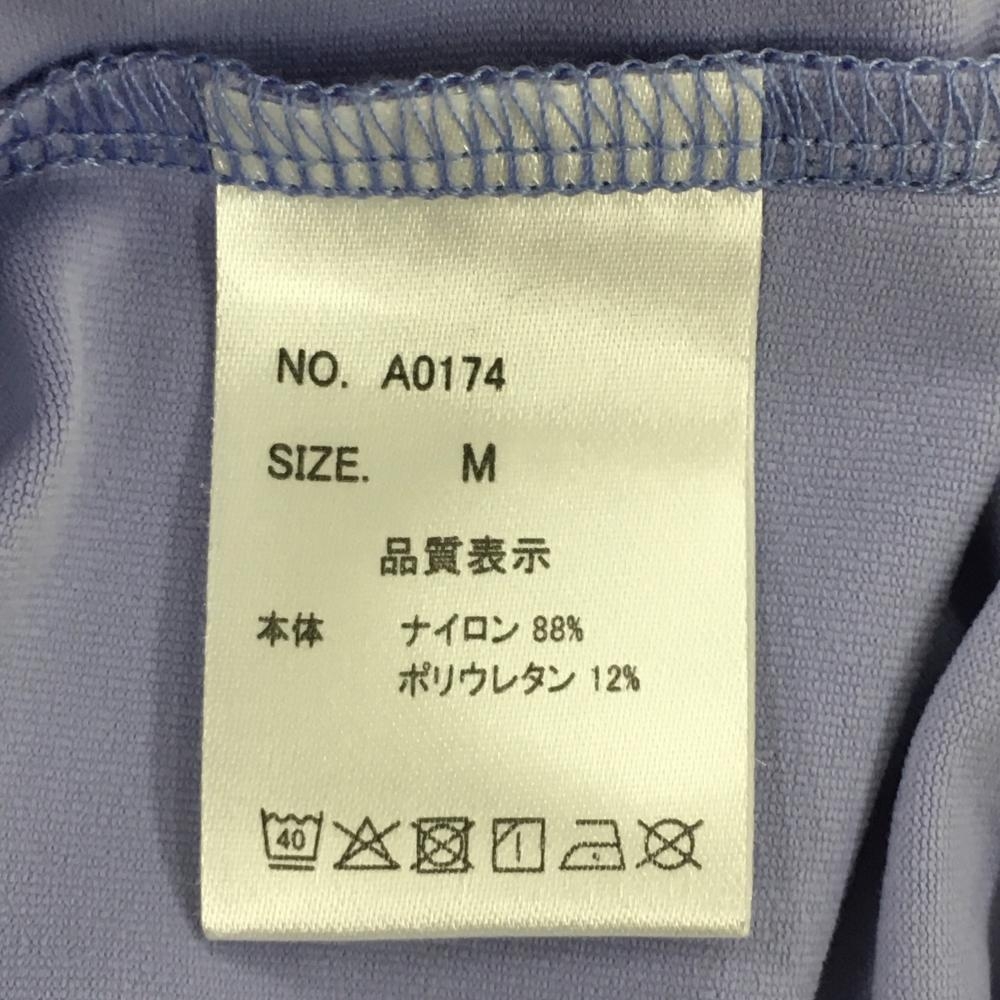 NO. A0174
SIZE. M
品質表示
本体 ナイロン 88%
ポリウレタン 12%
40